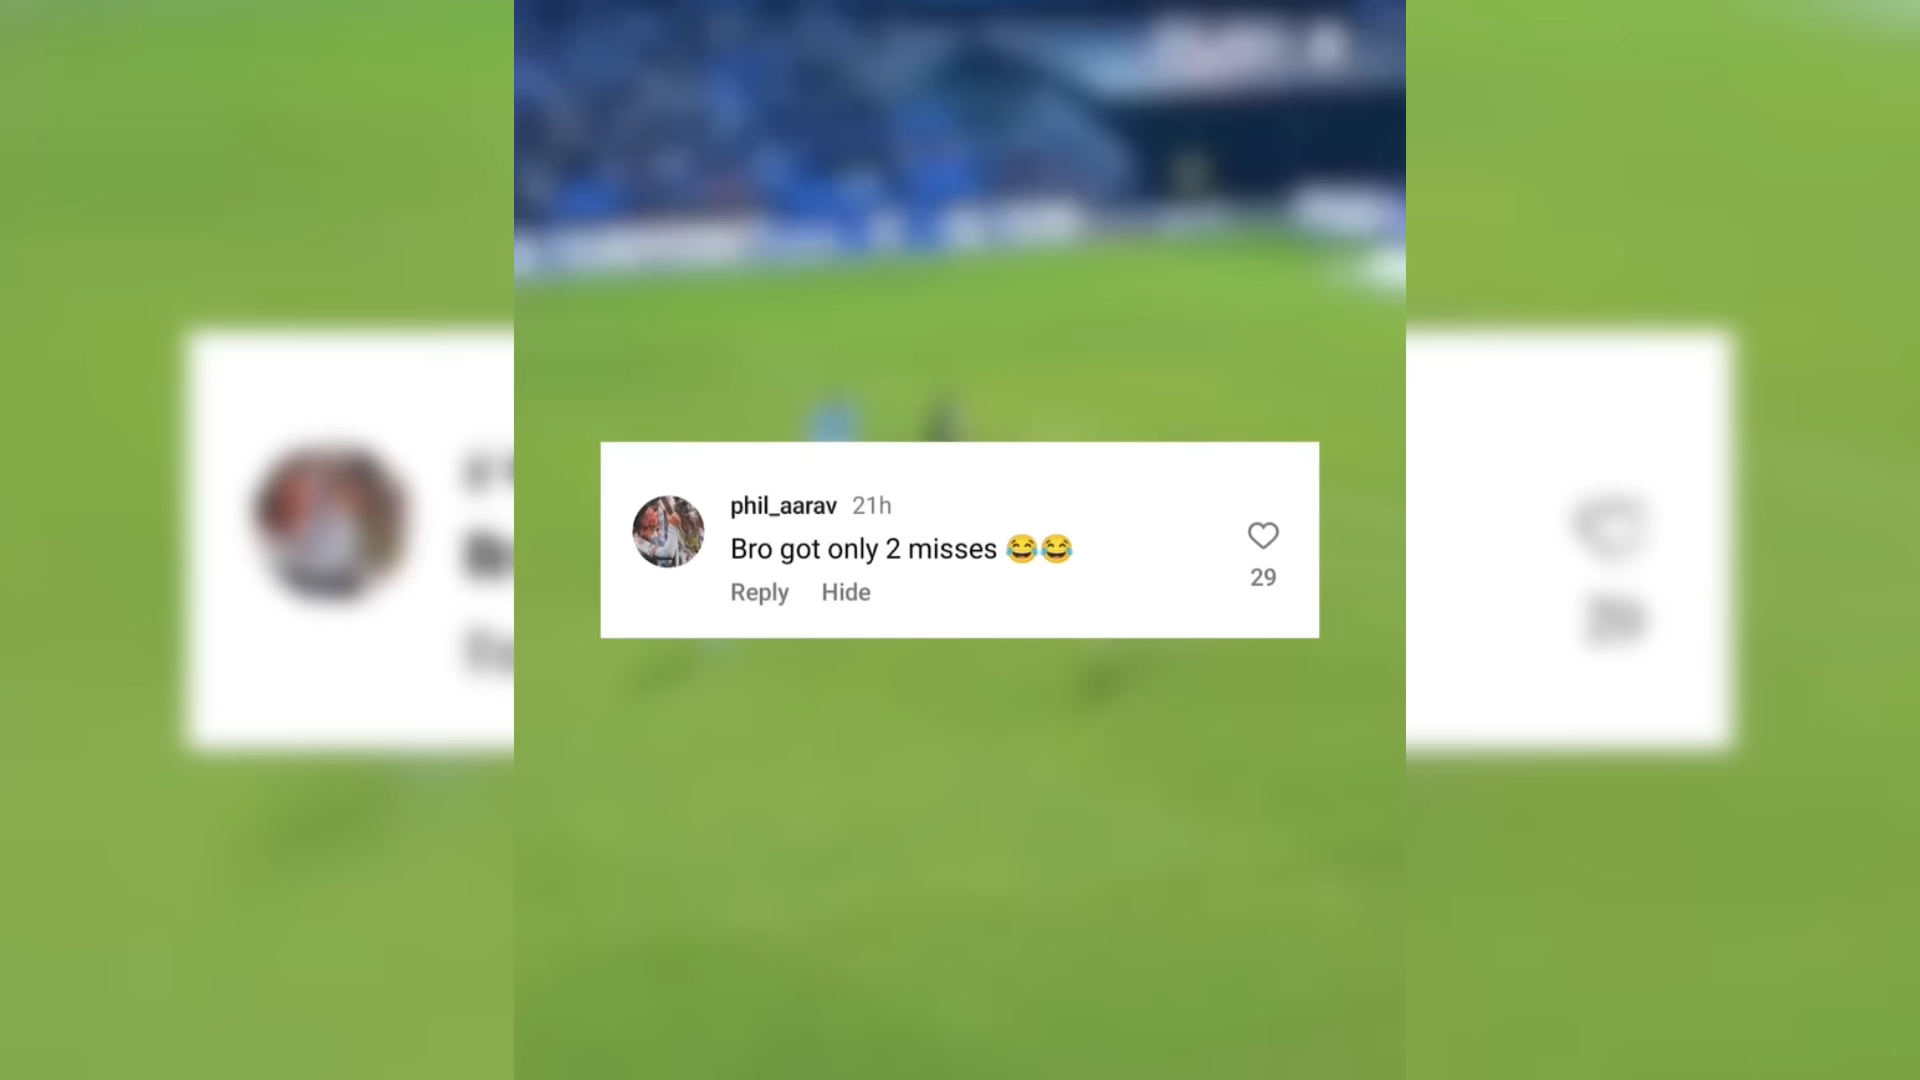 phil_aarav 21h
Bro got only 2 misses 😂😂
Reply Hide
29